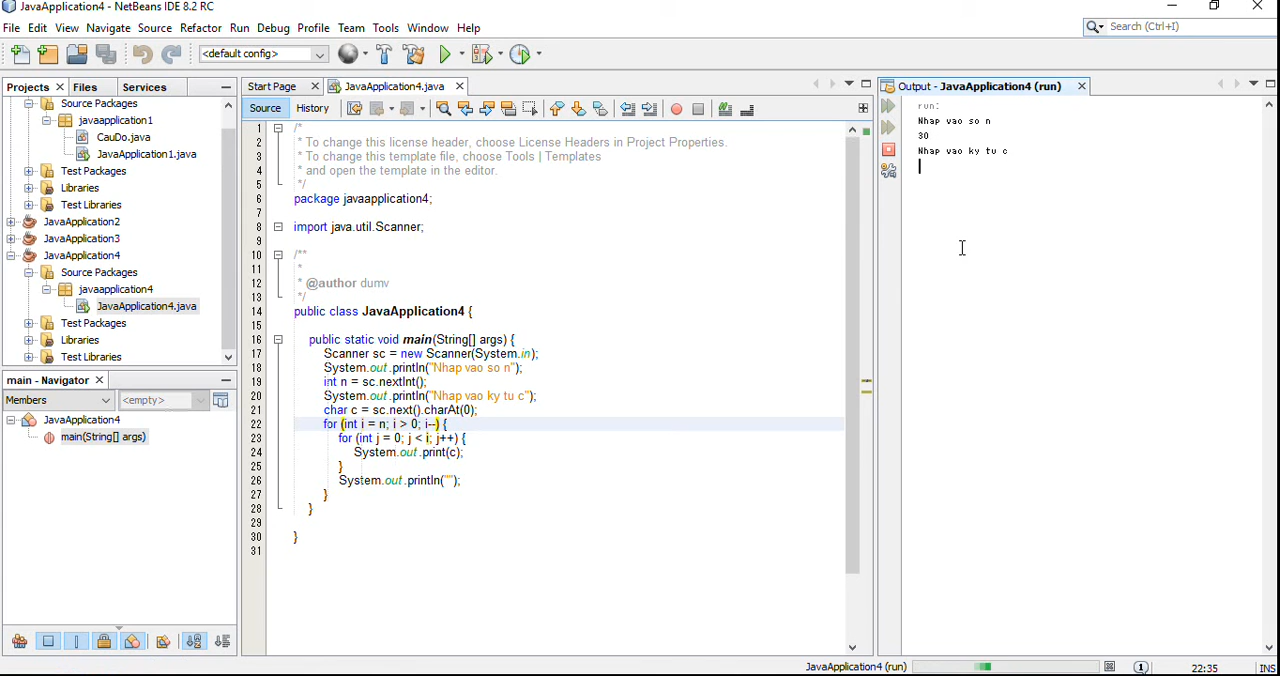 JavaApplication4 - NetBeans IDE 8.2 RC
File Edit View Navigate Source Refactor Run Debug Profile Team Tools Window Help
Search (Ctrl+I)
<default config>
Projects Files Services
Source Packages
javaapplication1
CauDo.java
JavaApplication1.java
Test Packages
Libraries
Test Libraries
JavaApplication2
JavaApplication3
JavaApplication4
Source Packages
javaapplication4
JavaApplication4.java
Test Packages
Libraries
Test Libraries
main - Navigator
Members <empty>
JavaApplication4
main(String[] args)
Start Page JavaApplication4.java
Source History
1 /*
2 * To change this license header, choose License Headers in Project Properties.
3 * To change this template file, choose Tools | Templates
4 * and open the template in the editor.
5 */
6 package javaapplication4;
7
8 import java.util.Scanner;
9
10 /**
11 *
12 * @author dumv
13 */
14 public class JavaApplication4 {
15
16 public static void main(String[] args) {
17 Scanner sc = new Scanner(System.in);
18 System.out.println("Nhap vao so n");
19 int n = sc.nextInt();
20 System.out.println("Nhap vao ky tu c");
21 char c = sc.next().charAt(0);
22 for (int i = n; i > 0; i--) {
23 for (int j = 0; j < i; j++) {
24 System.out.print(c);
25 }
26 System.out.println("");
27 }
28 }
29
30 }
31
Output - JavaApplication4 (run)
run:
Nhap vao so n
30
Nhap vao ky tu c
JavaApplication4 (run)
1
22:35
INS